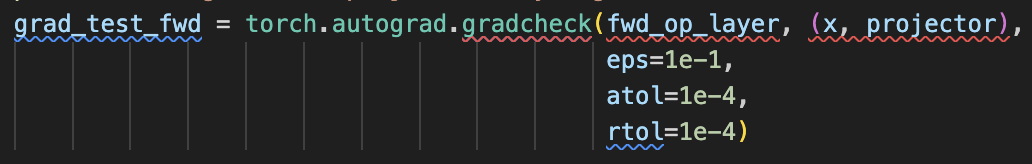 grad_test_fwd = torch.autograd.gradcheck(fwd_op_layer, (x, projector),
eps=1e-1,
atol=1e-4,
rtol=1e-4)